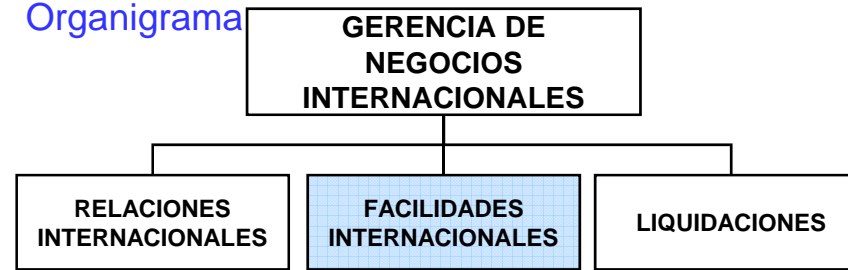 Organigrama
GERENCIA DE
NEGOCIOS
INTERNACIONALES
RELACIONES
INTERNACIONALES
FACILIDADES
INTERNACIONALES
LIQUIDACIONES